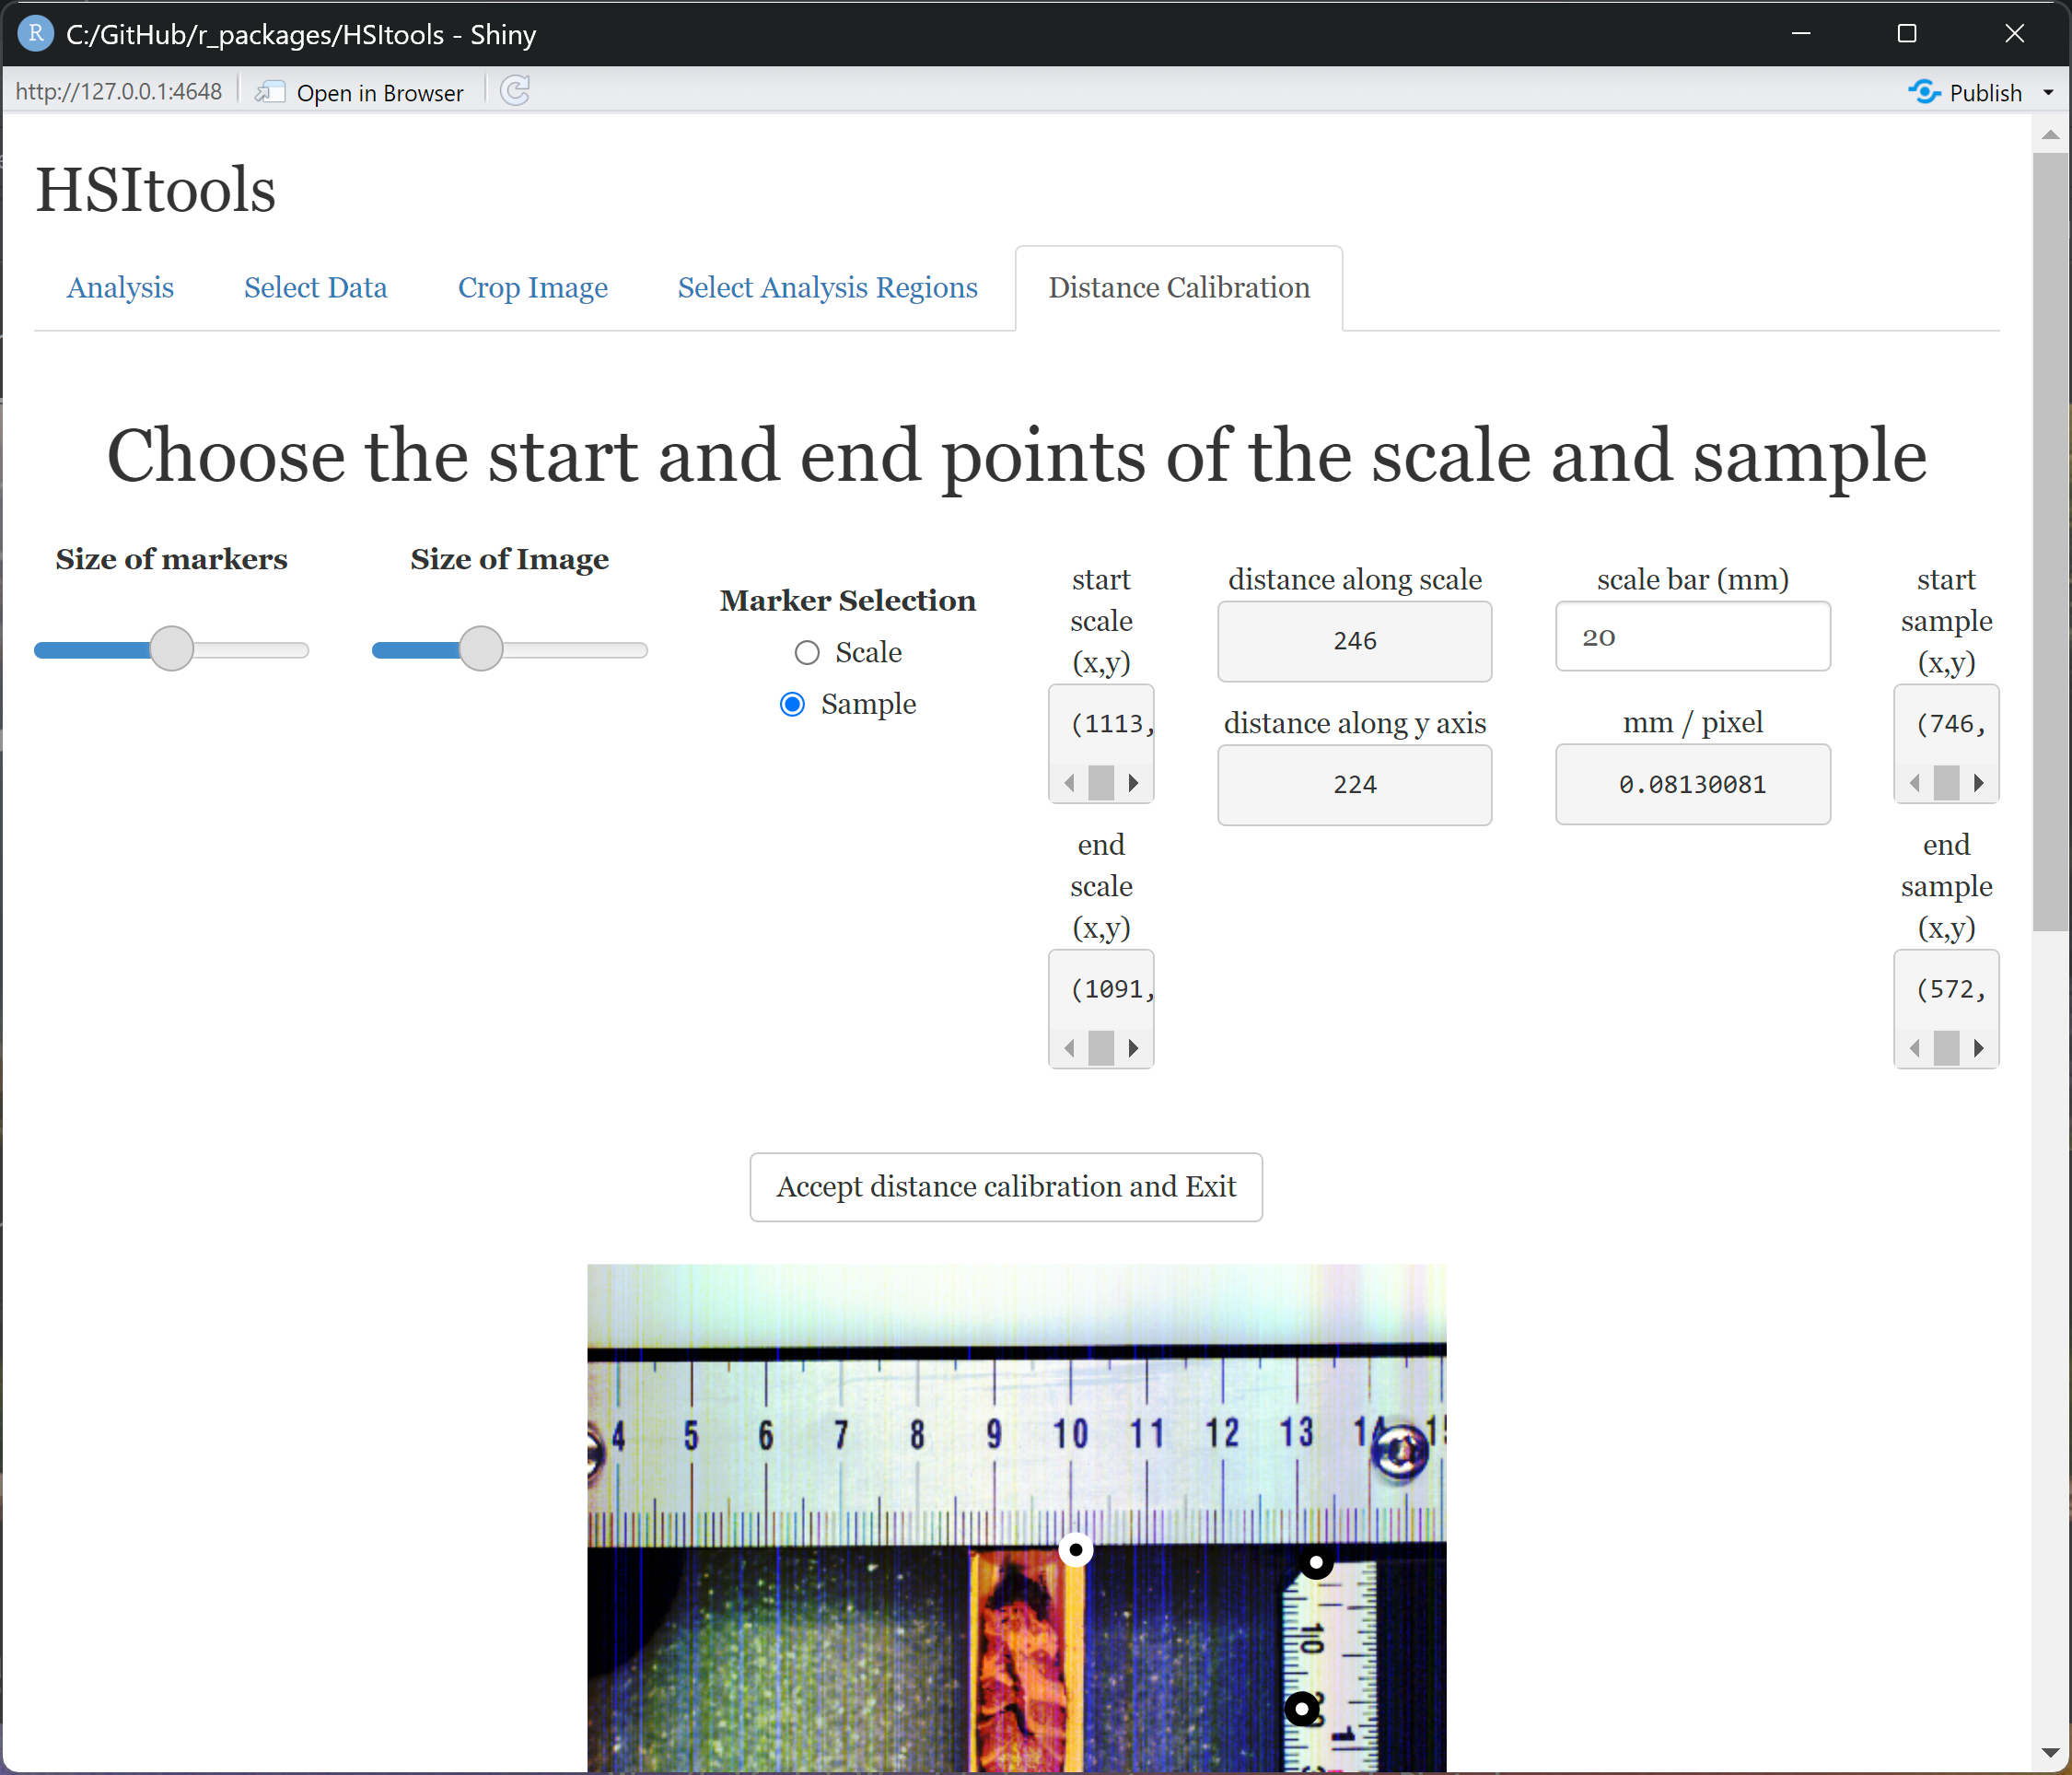 C:/GitHub/r_packages/HSItools - Shiny
http://127.0.0.1:4648 Open in Browser Publish
HSItools
Analysis Select Data Crop Image Select Analysis Regions Distance Calibration
Choose the start and end points of the scale and sample
Size of markers
Size of Image
Marker Selection
Scale
Sample
start
scale
(x,y)
(1113,
end
scale
(x,y)
(1091,
distance along scale
246
distance along y axis
224
scale bar (mm)
20
mm / pixel
0.08130081
start
sample
(x,y)
(746,
end
sample
(x,y)
(572,
Accept distance calibration and Exit
4 5 6 7 8 9 10 11 12 13
10
1